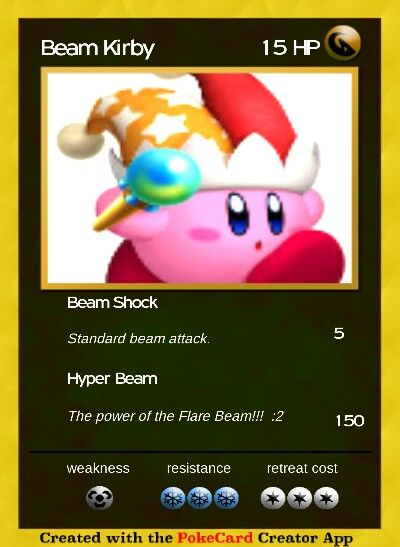 Beam Kirby 15 HP
Beam Shock
Standard beam attack. 5
Hyper Beam
The power of the Flare Beam!!! :2 150
weakness resistance retreat cost
Created with the PokeCard Creator App